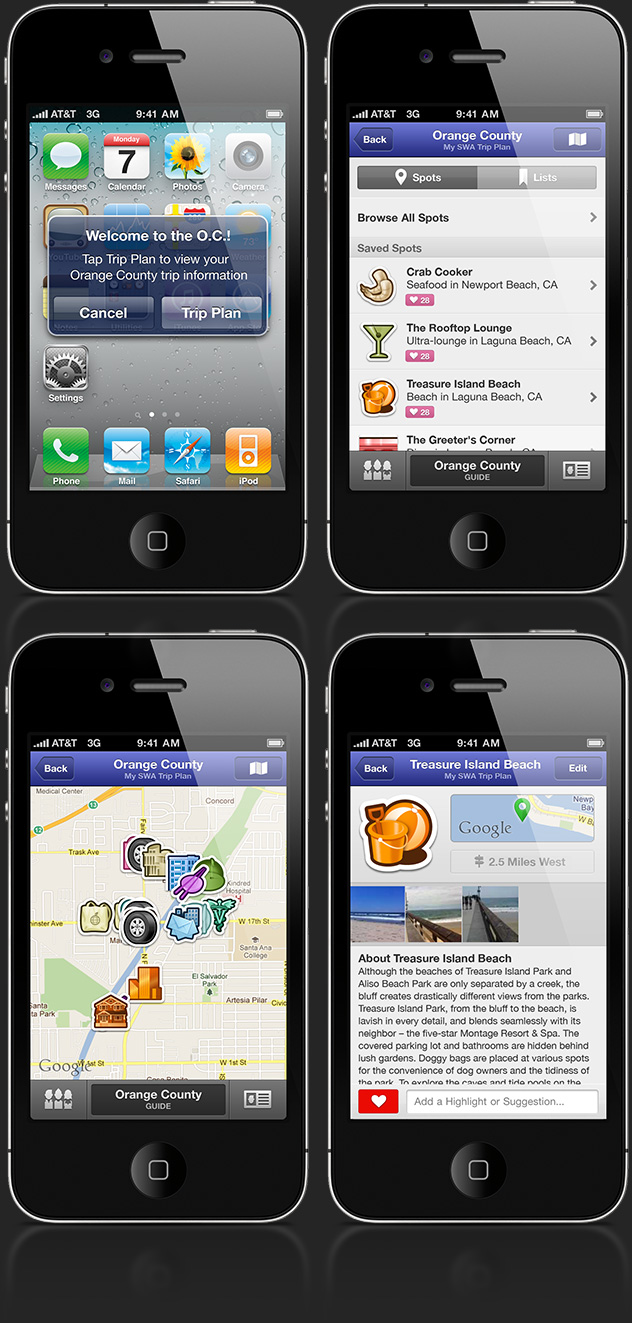 AT&T 3G 9:41 AM
Monday
7
Messages Calendar Photos Camera
Welcome to the O.C.!
Tap Trip Plan to view your
Orange County trip information
Cancel Trip Plan
Settings
Phone Mail Safari iPod
AT&T 3G 9:41 AM
Back Orange County
My SWA Trip Plan
Spots Lists
Browse All Spots
Saved Spots
Crab Cooker
Seafood in Newport Beach, CA
28
The Rooftop Lounge
Ultra-lounge in Laguna Beach, CA
28
Treasure Island Beach
Beach in Laguna Beach, CA
28
The Greeter's Corner
Orange County
GUIDE
AT&T 3G 9:41 AM
Back Orange County
My SWA Trip Plan
Medical Center
Concord
Trask Ave
Kindred
Hospital
W 17th St
Santa Ana
College
El Salvador
Park
Artesia Pilar
Santa
Park
W 1st St W 1st St
Google
Orange County
GUIDE
AT&T 3G 9:41 AM
Back Treasure Island Beach Edit
My SWA Trip Plan
Google
2.5 Miles West
About Treasure Island Beach
Although the beaches of Treasure Island Park and
Aliso Beach Park are only separated by a creek, the
bluff creates drastically different views from the parks.
Treasure Island Park, from the bluff to the beach, is
lavish in every detail, and blends seamlessly with its
neighbor – the five-star Montage Resort & Spa. The
covered parking lot and bathrooms are hidden behind
lush gardens. Doggy bags are placed at various spots
for the convenience of dog owners and the tidiness of
the park. To explore the caves and tide pools on the
Add a Highlight or Suggestion...